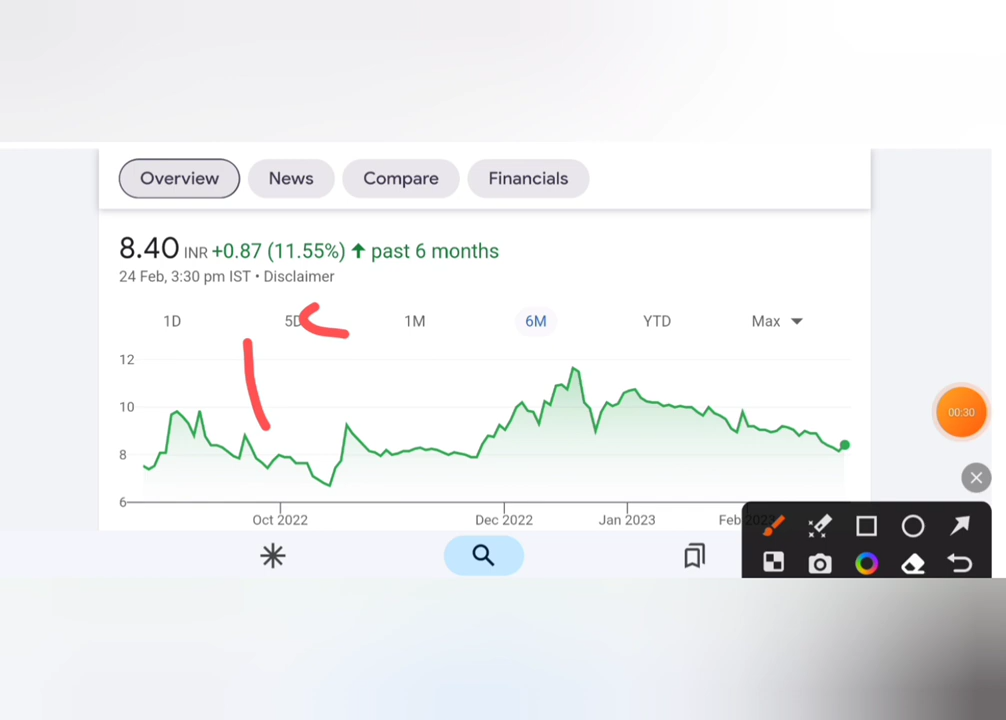 Overview News Compare Financials
8.40 INR +0.87 (11.55%) ↑ past 6 months
24 Feb, 3:30 pm IST • Disclaimer
1D 5D 1M 6M YTD Max
12
10
00:30
8
6
Oct 2022 Dec 2022 Jan 2023 Feb 2023